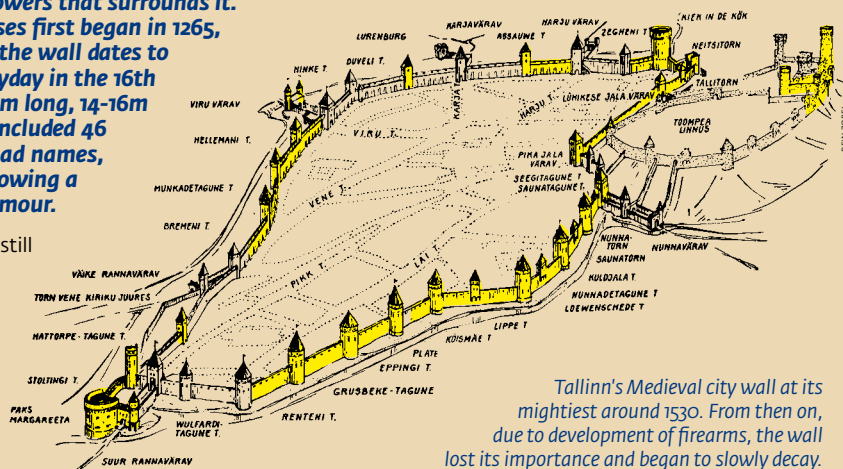 owers that surrounds it.
ses first began in 1265,
the wall dates to
yday in the 16th
m long, 14-16m
ncluded 46
ad names,
owing a
mour.
still
LURENBURG
KARJAVÄRAV
ASSAUWE T
HARJU VÄRAV
ZEGHENI T
KIEK IN DE KÖK
NEITSITORN
TALLITORN
HINKE T.
DUVELI T.
VIRU VÄRAV
HELLEMANI T.
MUNKADETAGUNE T
BREMENI T.
VÄIKE RANNAVÄRAV
TORN VENE KIRIKU JUURES
HATTORPE-TAGUNE T.
STOLTINGI T.
PAKS
MARGAREETA
SUUR RANNAVÄRAV
WULFARDI-
TAGUNE T.
RENTENI T.
GRUSBEKE-TAGUNE
EPPINGI T.
PLATE
KÖISMÄE T
LIPPE T
LOEWENSCHEDE T
NUNNADETAGUNE T
KULDJALA T.
SAUNATORN
NUNNA-
TORN
NUNNAVÄRAV
SEEGITAGUNE T
SAUNATAGUNE T.
PIKA JALA
VÄRAV
LÜHIKESE JALA VÄRAV
TOOMPEA
LINNUS
KARJA T
HARJU T.
VIRU T.
VENE T.
PIKK T.
LAI T.
Tallinn's Medieval city wall at its
mightiest around 1530. From then on,
due to development of firearms, the wall
lost its importance and began to slowly decay.